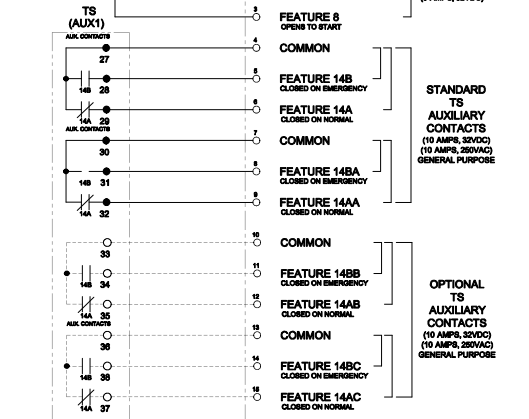 TS
(AUX1)
AUX. CONTACTS
3
FEATURE 8
OPENS TO START
4
COMMON
27
5
FEATURE 14B
CLOSED ON EMERGENCY
14B 28
6
FEATURE 14A
CLOSED ON NORMAL
14A 29
AUX. CONTACTS
7
COMMON
30
8
FEATURE 14BA
CLOSED ON EMERGENCY
14B 31
9
FEATURE 14AA
CLOSED ON NORMAL
14A 32
STANDARD
TS
AUXILIARY
CONTACTS
(10 AMPS, 32VDC)
(10 AMPS, 250VAC)
GENERAL PURPOSE
10
COMMON
33
11
FEATURE 14BB
CLOSED ON EMERGENCY
14B 34
12
FEATURE 14AB
CLOSED ON NORMAL
14A 35
AUX. CONTACTS
13
COMMON
36
14
FEATURE 14BC
CLOSED ON EMERGENCY
14B 38
15
FEATURE 14AC
CLOSED ON NORMAL
14A 37
OPTIONAL
TS
AUXILIARY
CONTACTS
(10 AMPS, 32VDC)
(10 AMPS, 250VAC)
GENERAL PURPOSE